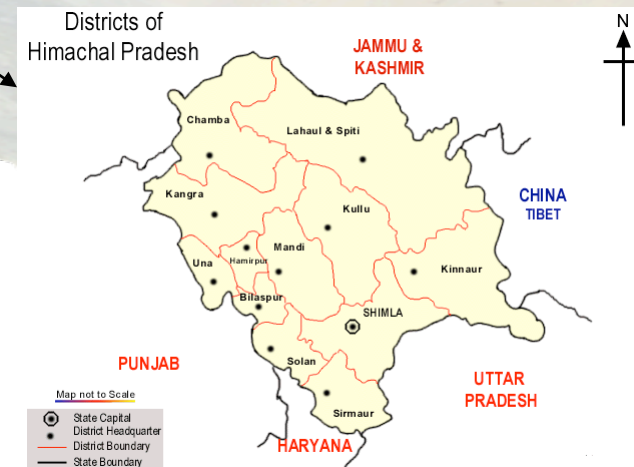 Districts of
Himachal Pradesh
N
JAMMU &
KASHMIR
Chamba
Lahaul & Spiti
CHINA
TIBET
Kangra
Kullu
Mandi
Hamirpur
Una
Kinnaur
Bilaspur
SHIMLA
Solan
PUNJAB
UTTAR
PRADESH
Sirmaur
HARYANA
Map not to Scale
State Capital
District Headquarter
District Boundary
State Boundary